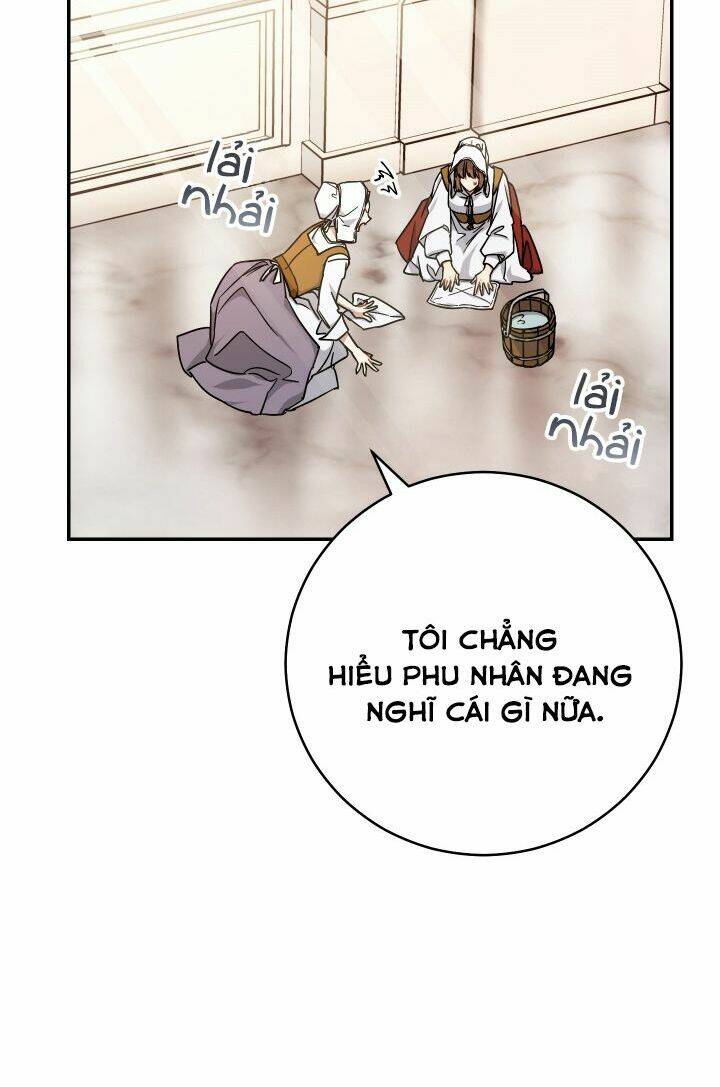 lải
nhải
lải
nhải
TÔI CHẲNG
HIỂU PHU NHÂN ĐANG
NGHĨ CÁI GÌ NỮA.